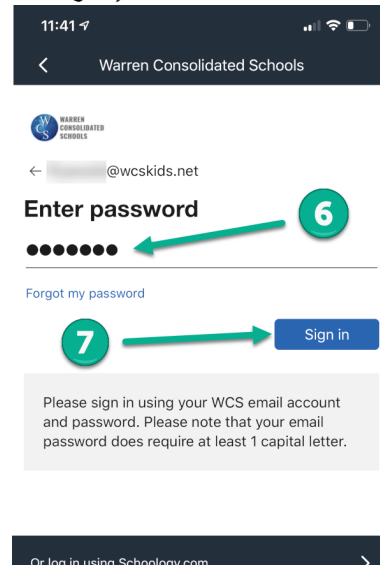 11:41
Warren Consolidated Schools
WARREN
CONSOLIDATED
SCHOOLS
WCS
@wcskids.net
Enter password
6
Forgot my password
7
Sign in
Please sign in using your WCS email account
and password. Please note that your email
password does require at least 1 capital letter.
Or log in using Schoology.com